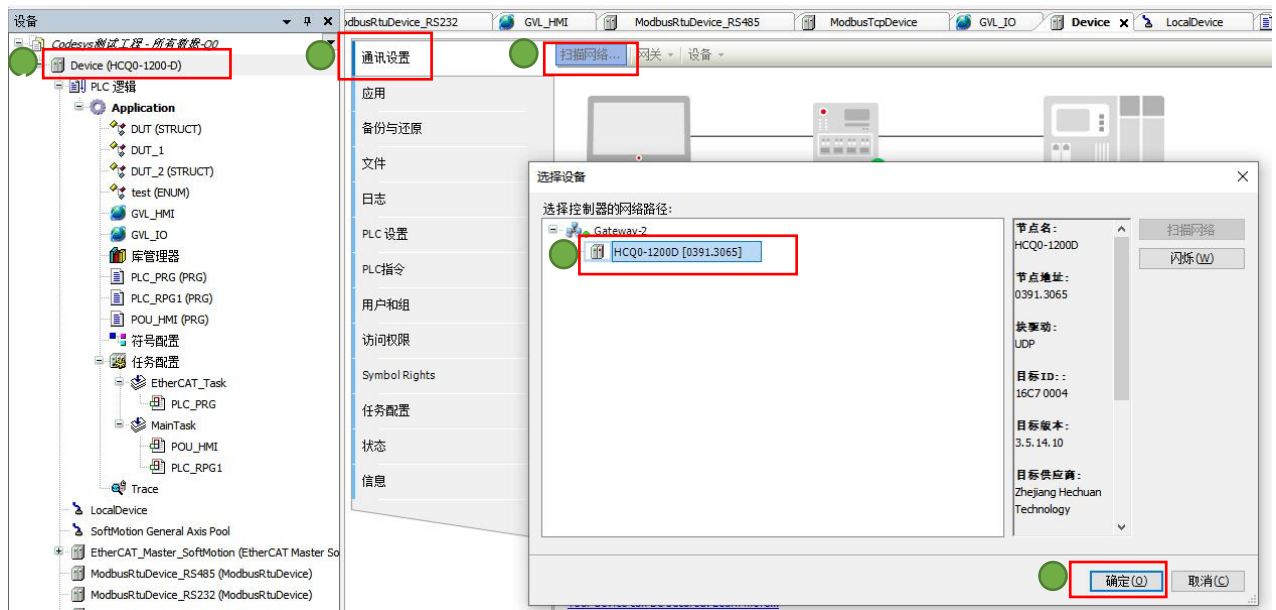 设备
Codesys测试工程 - 所有数据-O0
Device (HCQ0-1200-D)
PLC 逻辑
Application
DUT (STRUCT)
DUT_1
DUT_2 (STRUCT)
test (ENUM)
GVL_HMI
GVL_IO
库管理器
PLC_PRG (PRG)
PLC_RPG1 (PRG)
POU_HMI (PRG)
符号配置
任务配置
EtherCAT_Task
PLC_PRG
MainTask
POU_HMI
PLC_RPG1
Trace
LocalDevice
SoftMotion General Axis Pool
EtherCAT_Master_SoftMotion (EtherCAT Master So
ModbusRtuDevice_RS485 (ModbusRtuDevice)
ModbusRtuDevice_RS232 (ModbusRtuDevice)
dbusRtuDevice_RS232
GVL_HMI
ModbusRtuDevice_RS485
ModbusTcpDevice
GVL_IO
Device
LocalDevice
通讯设置
应用
备份与还原
文件
日志
PLC 设置
PLC指令
用户和组
访问权限
Symbol Rights
任务配置
状态
信息
扫描网络... 网关 设备
选择设备
选择控制器的网络路径:
Gateway-2
HCQ0-1200D [0391.3065]
节点名:
HCQ0-1200D
节点地址:
0391.3065
块驱动:
UDP
目标ID::
16C7 0004
目标版本:
3.5.14.10
目标供应商:
Zhejiang Hechuan
Technology
扫描网络
闪烁(W)
确定(O)
取消(C)